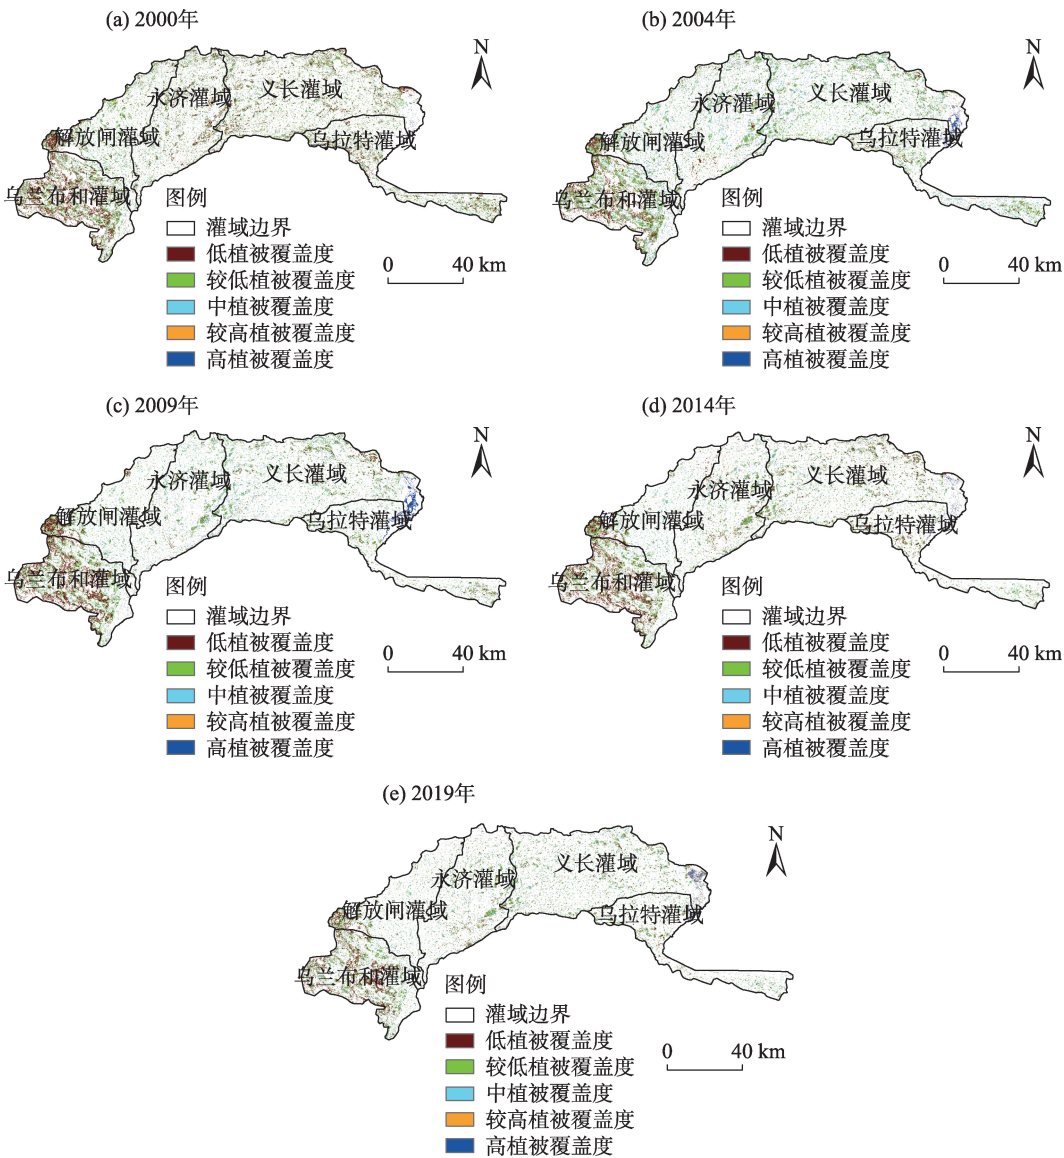 (a) 2000年
N
永济灌域
义长灌域
解放闸灌域
乌拉特灌域
乌兰布和灌域
图例
灌域边界
低植被覆盖度
较低植被覆盖度
中植被覆盖度
较高植被覆盖度
高植被覆盖度
0 40 km
(b) 2004年
N
永济灌域
义长灌域
解放闸灌域
乌拉特灌域
乌兰布和灌域
图例
灌域边界
低植被覆盖度
较低植被覆盖度
中植被覆盖度
较高植被覆盖度
高植被覆盖度
0 40 km
(c) 2009年
N
永济灌域
义长灌域
解放闸灌域
乌拉特灌域
乌兰布和灌域
图例
灌域边界
低植被覆盖度
较低植被覆盖度
中植被覆盖度
较高植被覆盖度
高植被覆盖度
0 40 km
(d) 2014年
N
永济灌域
义长灌域
解放闸灌域
乌拉特灌域
乌兰布和灌域
图例
灌域边界
低植被覆盖度
较低植被覆盖度
中植被覆盖度
较高植被覆盖度
高植被覆盖度
0 40 km
(e) 2019年
N
永济灌域
义长灌域
解放闸灌域
乌拉特灌域
乌兰布和灌域
图例
灌域边界
低植被覆盖度
较低植被覆盖度
中植被覆盖度
较高植被覆盖度
高植被覆盖度
0 40 km